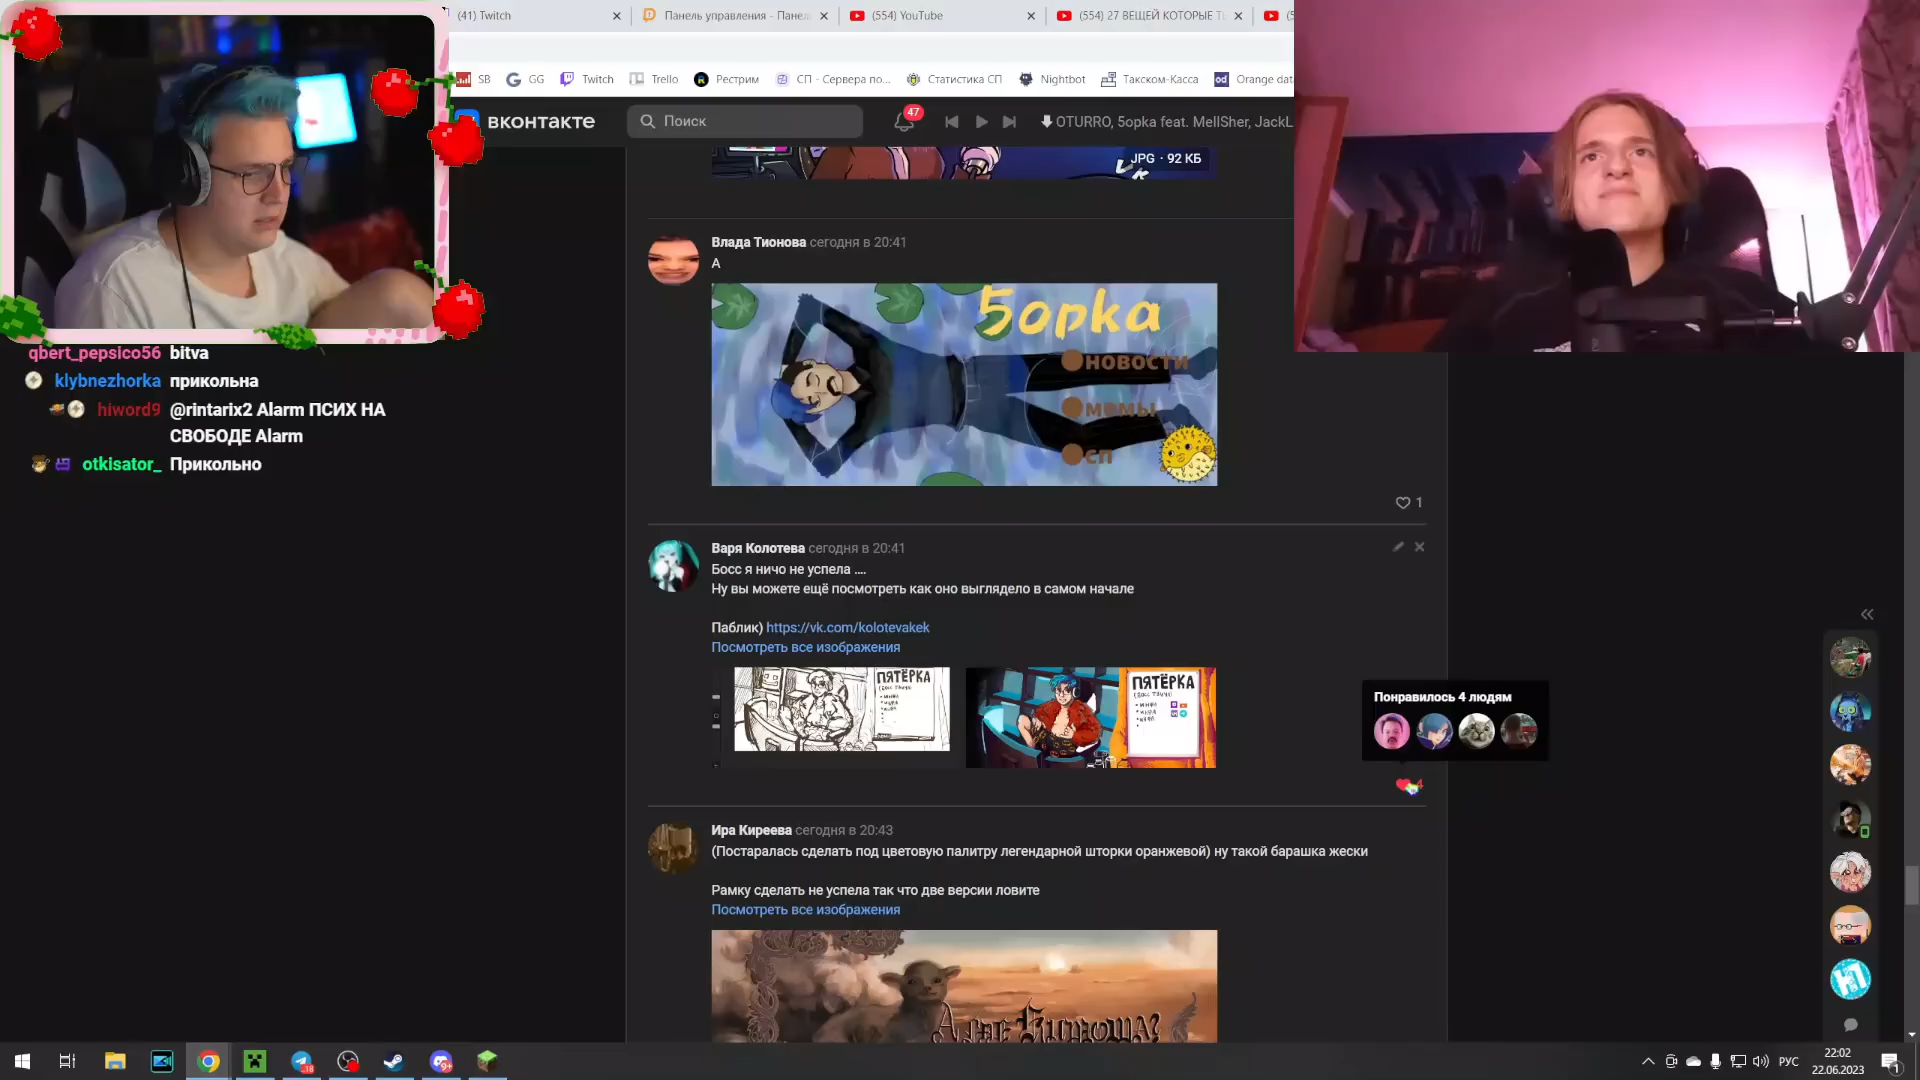 (41) Twitch
Панель управления - Панел
(554) YouTube
(554) 27 ВЕЩЕЙ КОТОРЫЕ
SB
GG
Twitch
Trello
Рестрим
СП - Сервера по...
Статистика СП
Nightbot
Такском-Касса
Orange dat
вконтакте
Поиск
47
OTURRO, 5opka feat. MellSher, JackL
JPG · 92 КБ
Влада Тионова сегодня в 20:41
А
5opka
новости
мемы
сп
1
qbert_pepsico56 bitva
klybnezhorka прикольна
hiword9 @rintarix2 Alarm ПСИХ НА
СВОБОДЕ Alarm
otkisator_ Прикольно
Варя Колотева сегодня в 20:41
Босс я ничо не успела ....
Ну вы можете ещё посмотреть как оно выглядело в самом начале
Паблик) https://vk.com/kolotevakek
Посмотреть все изображения
ПЯТЁРКА
ПЯТЁРКА
Понравилось 4 людям
4
Ира Киреева сегодня в 20:43
(Постаралась сделать под цветовую палитру легендарной шторки оранжевой) ну такой барашка жески
Рамку сделать не успела так что две версии ловите
Посмотреть все изображения
РУС
22:02
22.06.2023